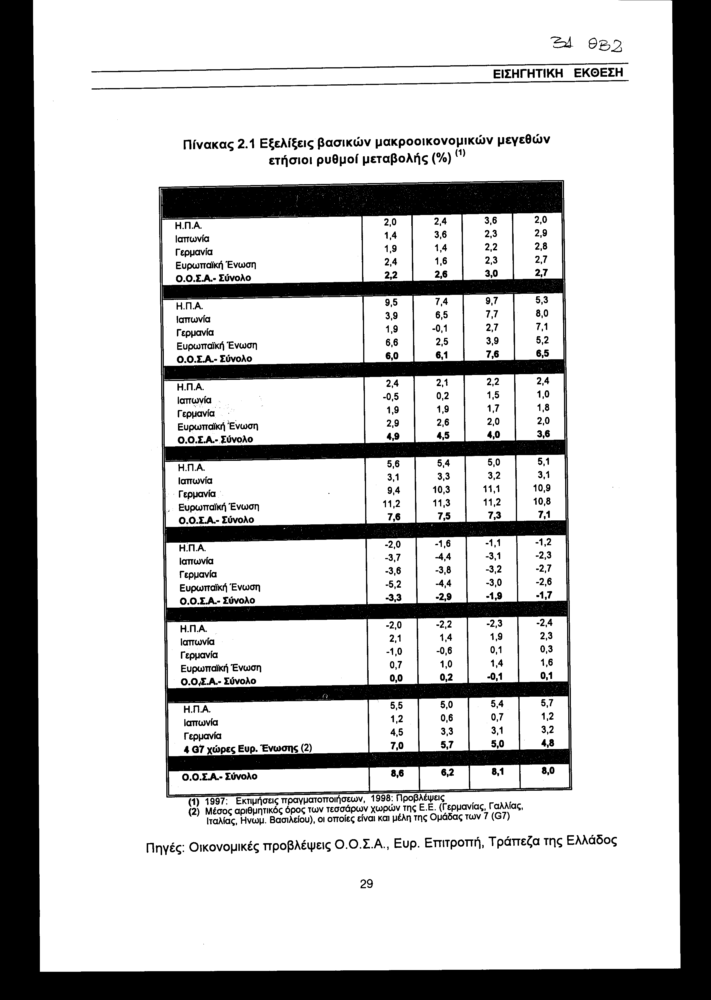 31 ΘΒ2
ΕΙΣΗΓΗΤΙΚΗ ΕΚΘΕΣΗ
Πίνακας 2.1 Εξελίξεις βασικών μακροοικονομικών μεγεθών
ετήσιοι ρυθμοί μεταβολής (%) (1)
Η.Π.Α. 2,0 2,4 3,6 2,0
Ιαπωνία 1,4 3,6 2,3 2,9
Γερμανία 1,9 1,4 2,2 2,8
Ευρωπαϊκή Ένωση 2,4 1,6 2,3 2,7
Ο.Ο.Σ.Α.- Σύνολο 2,2 2,6 3,0 2,7
Η.Π.Α. 9,5 7,4 9,7 5,3
Ιαπωνία 3,9 6,5 7,7 8,0
Γερμανία 1,9 -0,1 2,7 7,1
Ευρωπαϊκή Ένωση 6,6 2,5 3,9 5,2
Ο.Ο.Σ.Α.- Σύνολο 6,0 6,1 7,6 6,5
Η.Π.Α. 2,4 2,1 2,2 2,4
Ιαπωνία -0,5 0,2 1,5 1,0
Γερμανία 1,9 1,9 1,7 1,8
Ευρωπαϊκή Ένωση 2,9 2,6 2,0 2,0
Ο.Ο.Σ.Α.- Σύνολο 4,9 4,5 4,0 3,6
Η.Π.Α. 5,6 5,4 5,0 5,1
Ιαπωνία 3,1 3,3 3,2 3,1
Γερμανία 9,4 10,3 11,1 10,9
Ευρωπαϊκή Ένωση 11,2 11,3 11,2 10,8
Ο.Ο.Σ.Α.- Σύνολο 7,6 7,5 7,3 7,1
Η.Π.Α. -2,0 -1,6 -1,1 -1,2
Ιαπωνία -3,7 -4,4 -3,1 -2,3
Γερμανία -3,6 -3,8 -3,2 -2,7
Ευρωπαϊκή Ένωση -5,2 -4,4 -3,0 -2,6
Ο.Ο.Σ.Α.- Σύνολο -3,3 -2,9 -1,9 -1,7
Η.Π.Α. -2,0 -2,2 -2,3 -2,4
Ιαπωνία 2,1 1,4 1,9 2,3
Γερμανία -1,0 -0,6 0,1 0,3
Ευρωπαϊκή Ένωση 0,7 1,0 1,4 1,6
Ο.Ο.Σ.Α.- Σύνολο 0,0 0,2 -0,1 0,1
Η.Π.Α. 5,5 5,0 5,4 5,7
Ιαπωνία 1,2 0,6 0,7 1,2
Γερμανία 4,5 3,3 3,1 3,2
4 G7 χώρες Ευρ. Ένωσης (2) 7,0 5,7 5,0 4,8
Ο.Ο.Σ.Α.- Σύνολο 8,6 6,2 8,1 8,0
(1) 1997: Εκτιμήσεις πραγματοποιήσεων, 1998: Προβλέψεις
(2) Μέσος αριθμητικός όρος των τεσσάρων χωρών της Ε.Ε. (Γερμανίας, Γαλλίας,
Ιταλίας, Ηνωμ. Βασιλείου), οι οποίες είναι και μέλη της Ομάδας των 7 (G7)
Πηγές: Οικονομικές προβλέψεις Ο.Ο.Σ.Α., Ευρ. Επιτροπή, Τράπεζα της Ελλάδος
29